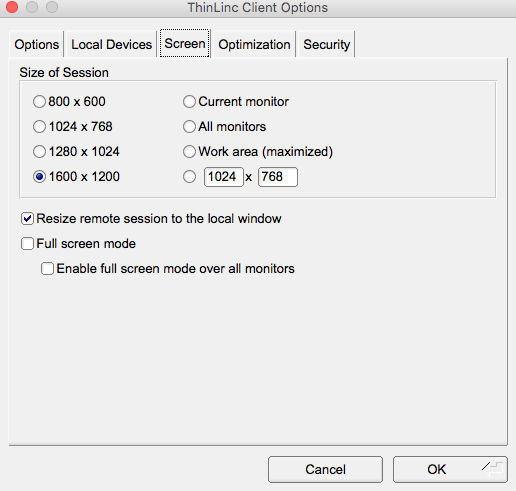 ThinLinc Client Options
Options Local Devices Screen Optimization Security
Size of Session
800 x 600 Current monitor
1024 x 768 All monitors
1280 x 1024 Work area (maximized)
1600 x 1200 1024 x 768
Resize remote session to the local window
Full screen mode
Enable full screen mode over all monitors
Cancel OK